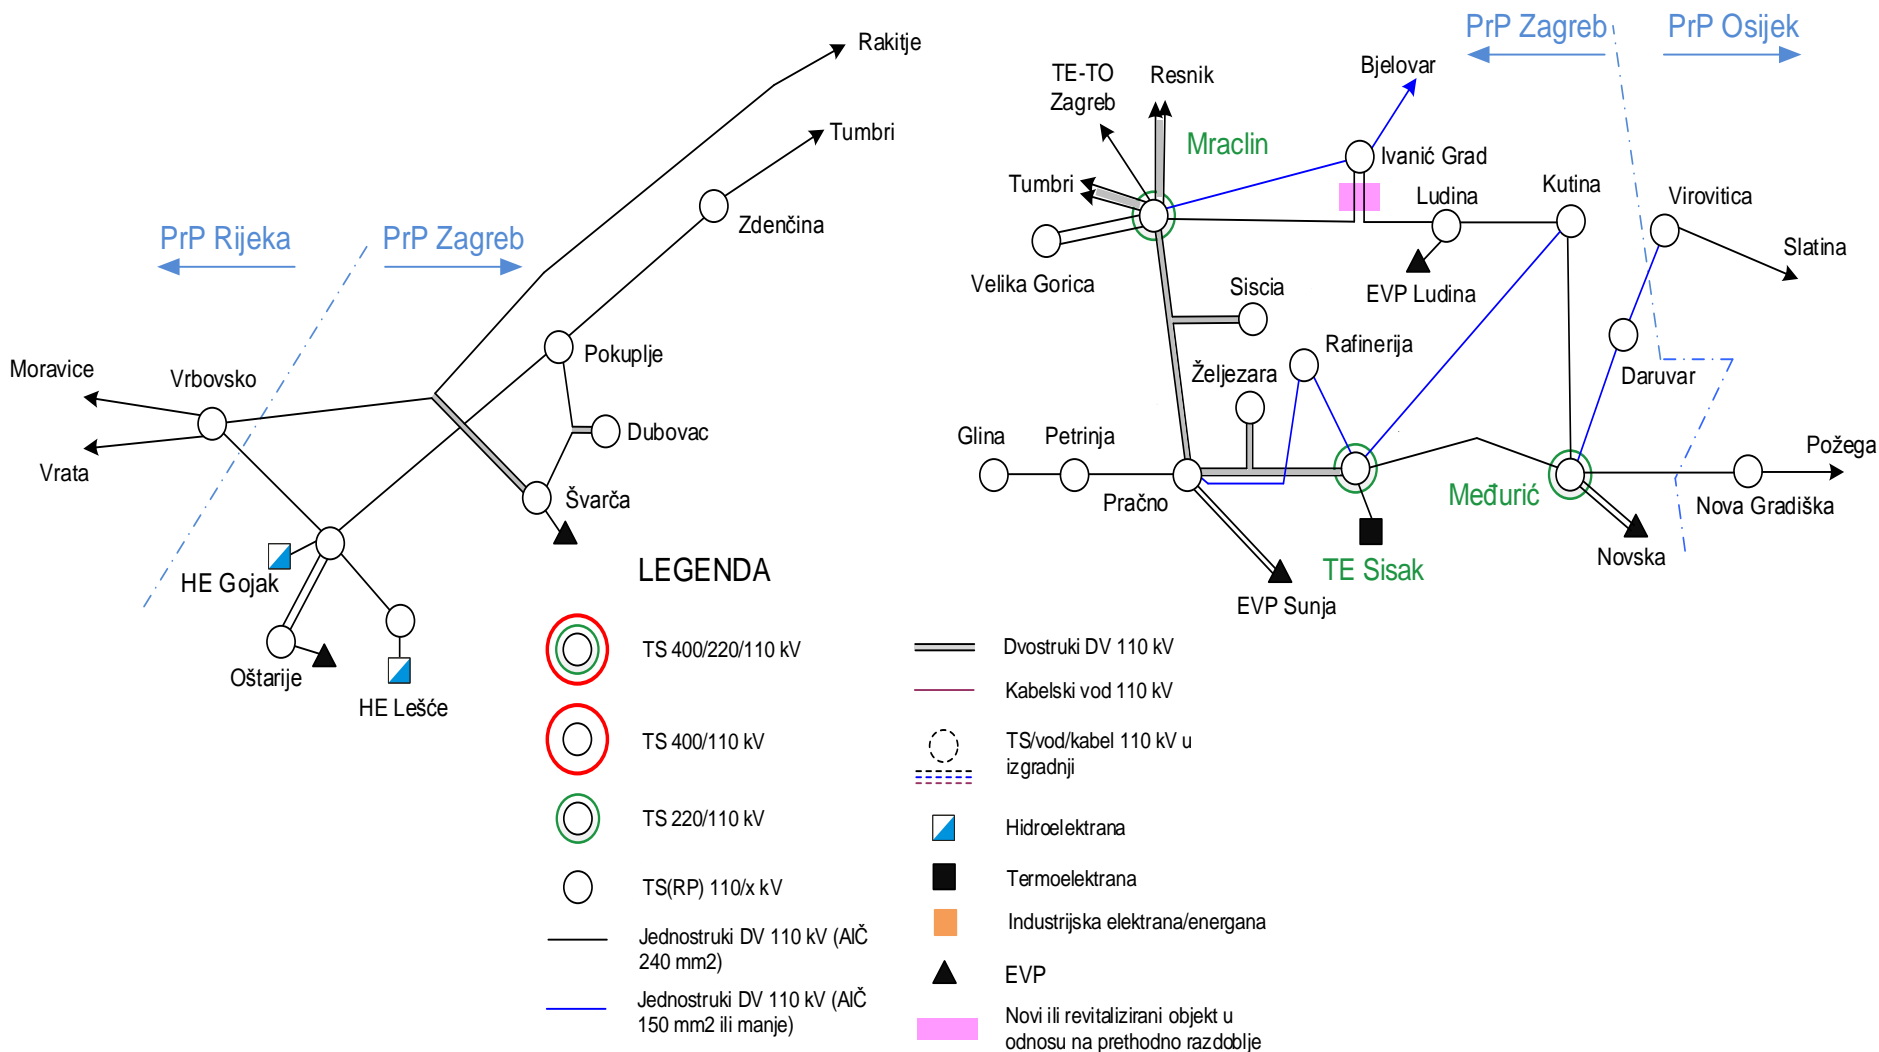 PrP Zagreb
PrP Osijek
Rakitje
TE-TO
Zagreb
Resnik
Bjelovar
Tumbri
Mraclin
Ivanić Grad
Tumbri
Ludina
Kutina
Virovitica
Zdenčina
PrP Rijeka
PrP Zagreb
Slatina
Velika Gorica
Siscia
EVP Ludina
Pokuplje
Rafinerija
Moravice
Vrbovsko
Željezara
Daruvar
Dubovac
Glina
Petrinja
Požega
Vrata
Švarča
Pračno
Međurić
Nova Gradiška
Novska
HE Gojak
LEGENDA
TE Sisak
EVP Sunja
Oštarije
HE Lešće
TS 400/220/110 kV
TS 400/110 kV
TS 220/110 kV
TS(RP) 110/x kV
Jednostruki DV 110 kV (AlČ
240 mm2)
Jednostruki DV 110 kV (AlČ
150 mm2 ili manje)
Dvostruki DV 110 kV
Kabelski vod 110 kV
TS/vod/kabel 110 kV u
izgradnji
Hidroelektrana
Termoelektrana
Industrijska elektrana/energana
EVP
Novi ili revitalizirani objekt u
odnosu na prethodno razdoblje